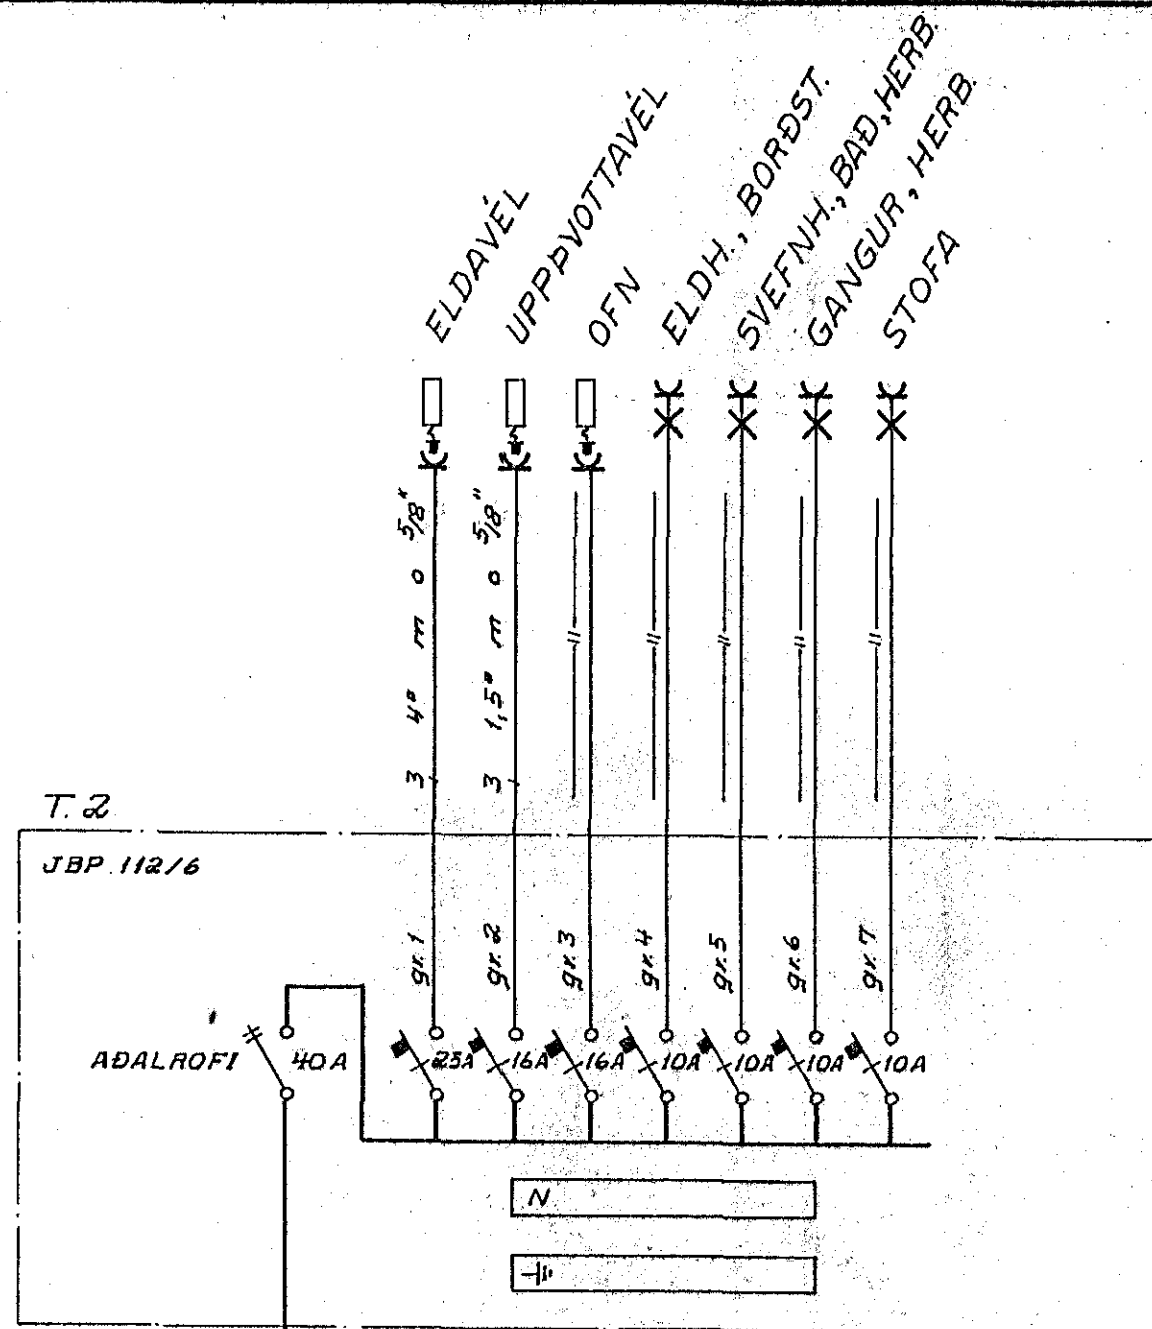 ELDAVÉL
UPPÞVOTTAVÉL
OFN
ELDH., BORÐST.
SVEFNH., BAÐ, HERB.
GANGUR, HERB.
STOFA
3 4" m o 5/8"
3 1,5" m o 5/8"
T. 2
JBP. 112/6
gr. 1
gr. 2
gr. 3
gr. 4
gr. 5
gr. 6
gr. 7
AÐALROFI 40A 25A 16A 16A 10A 10A 10A 10A
N